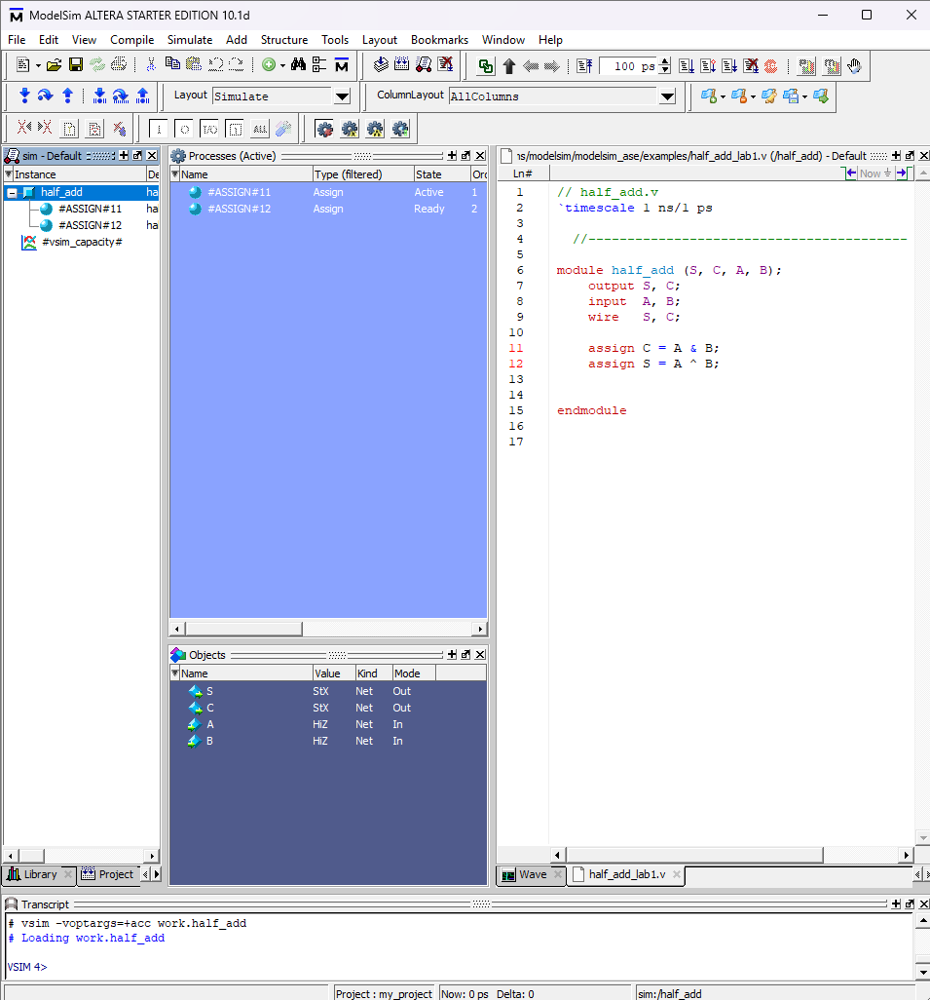 ModelSim ALTERA STARTER EDITION 10.1d
File Edit View Compile Simulate Add Structure Tools Layout Bookmarks Window Help
100 ps
Layout Simulate ColumnLayout AllColumns
I O I/O ALL
sim - Default
Instance De
half_add hal
#ASSIGN#11 hal
#ASSIGN#12 hal
#vsim_capacity#
Library Project
Processes (Active)
Name Type (filtered) State Orc
#ASSIGN#11 Assign Active 1
#ASSIGN#12 Assign Ready 2
Objects
Name Value Kind Mode
S StX Net Out
C StX Net Out
A HiZ Net In
B HiZ Net In
ns/modelsim/modelsim_ase/examples/half_add_lab1.v (/half_add) - Default
Ln# Now
1 // half_add.v
2 `timescale 1 ns/1 ps
3
4 //-----------------------------------------
5
6 module half_add (S, C, A, B);
7 output S, C;
8 input A, B;
9 wire S, C;
10
11 assign C = A & B;
12 assign S = A ^ B;
13
14
15 endmodule
16
17
Wave half_add_lab1.v
Transcript
# vsim -voptargs=+acc work.half_add
# Loading work.half_add
VSIM 4>
Project : my_project Now: 0 ps Delta: 0 sim:/half_add